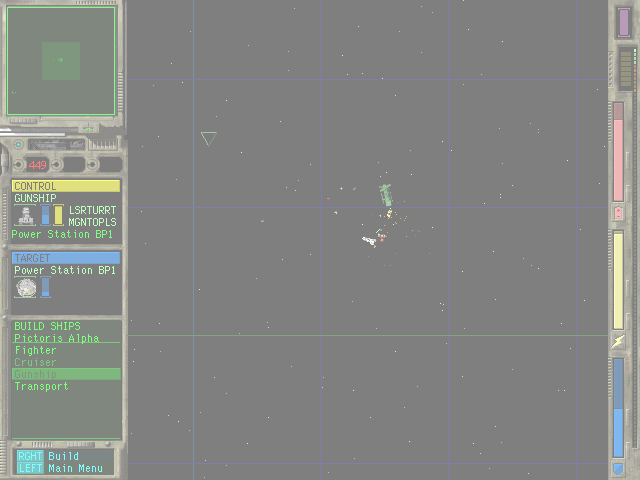 449
CONTROL
GUNSHIP
LSRTURRT
MGNTOPLS
Power Station BP1
TARGET
Power Station BP1
BUILD SHIPS
Pictoris Alpha
Fighter
Cruiser
Gunship
Transport
RGHT Build
LEFT Main Menu